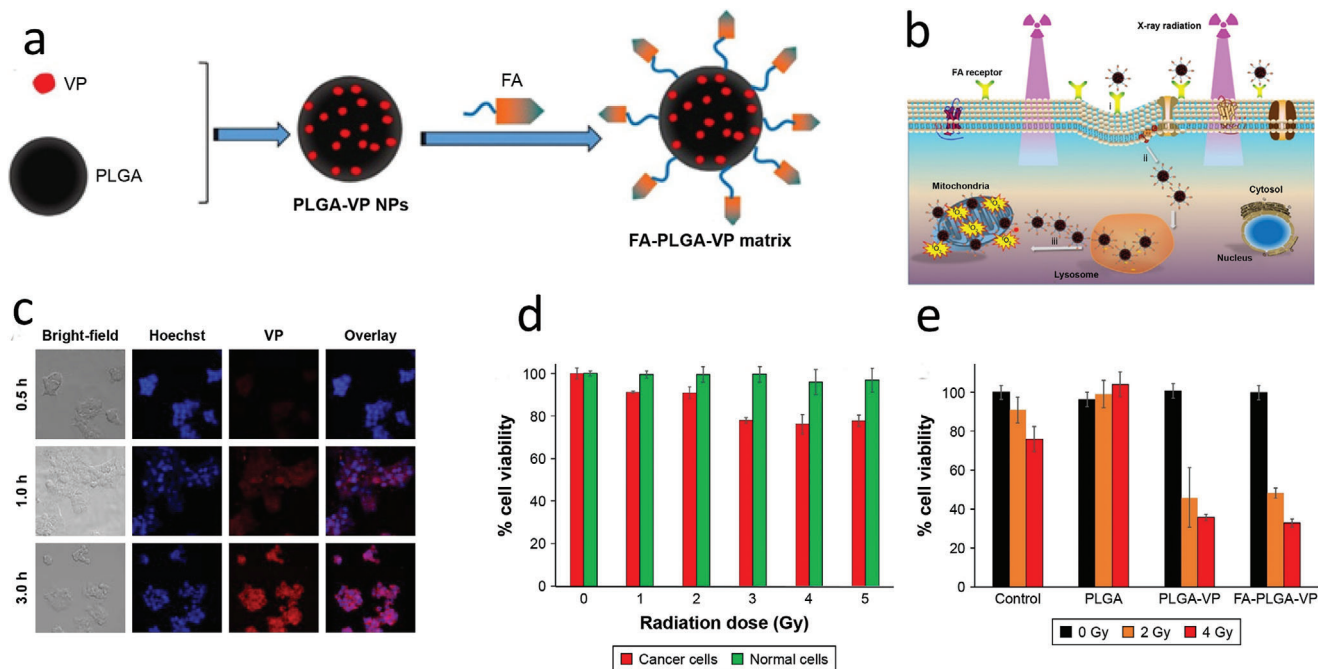 a
VP
PLGA
PLGA-VP NPs
FA
FA-PLGA-VP matrix
b
X-ray radiation
FA receptor
i
ii
Mitochondria
iii
Lysosome
Cytosol
Nucleus
c
Bright-field Hoechst VP Overlay
0.5 h
1.0 h
3.0 h
d
% cell viability
120
100
80
60
40
20
0
0 1 2 3 4 5
Radiation dose (Gy)
Cancer cells Normal cells
e
% cell viability
120
100
80
60
40
20
0
Control PLGA PLGA-VP FA-PLGA-VP
0 Gy 2 Gy 4 Gy